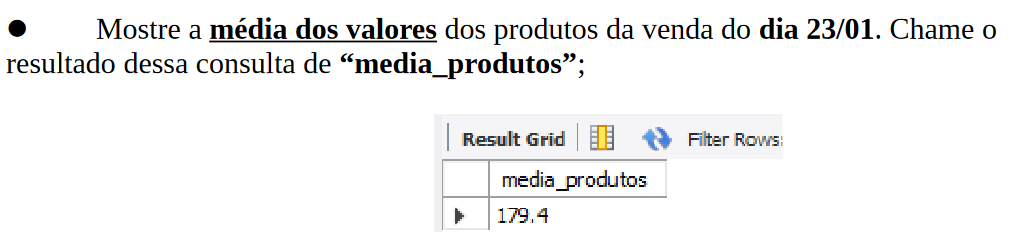 ● Mostre a média dos valores dos produtos da venda do dia 23/01. Chame o
resultado dessa consulta de “media_produtos”;
Result Grid Filter Rows:
media_produtos
179.4